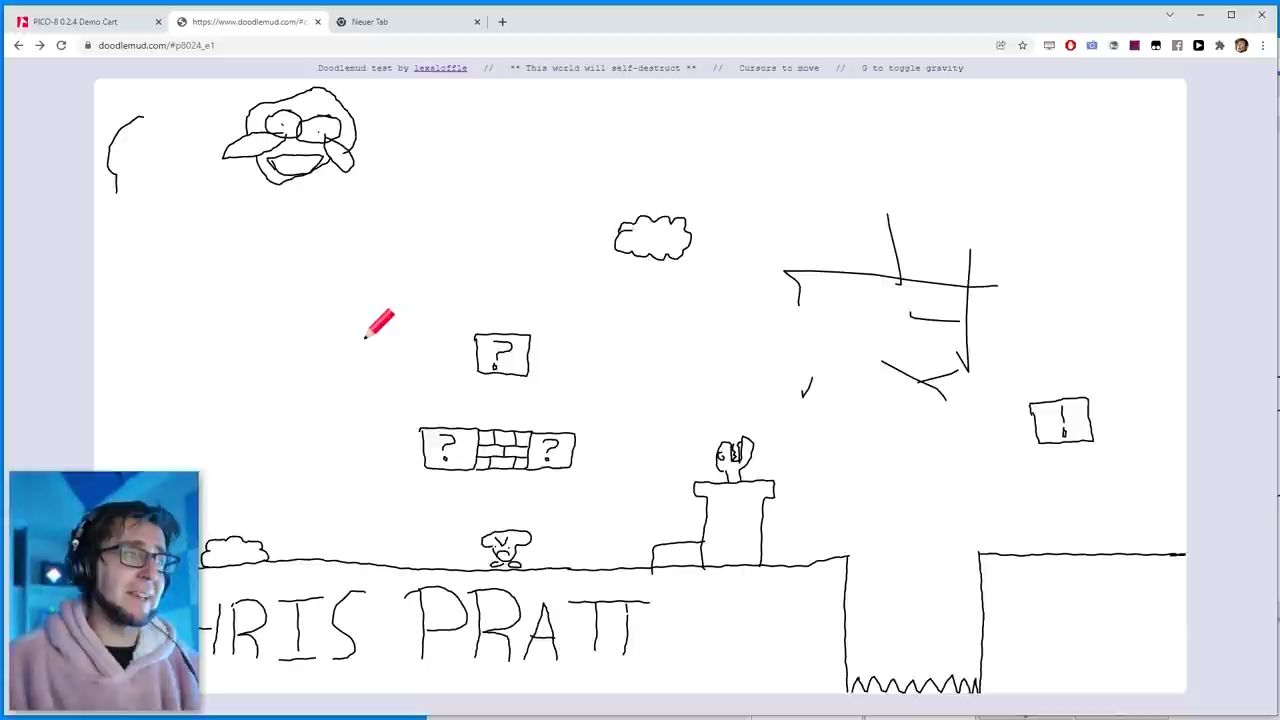 PICO-8 0.2.4 Demo Cart
https://www.doodlemud.com/#p
Neuer Tab
doodlemud.com/#p8024_e1
Doodlemud test by lexaloffle // ** This world will self-destruct ** // Cursors to move // G to toggle gravity
?
!
? ?
HRIS PRATT